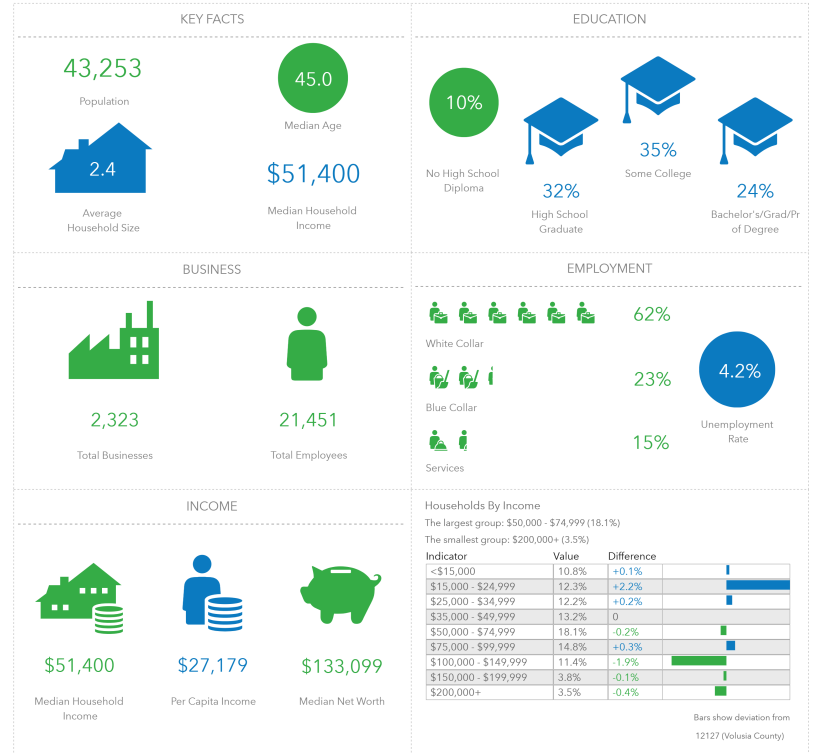 KEY FACTS
43,253
Population
45.0
Median Age
2.4
Average
Household Size
$51,400
Median Household
Income
EDUCATION
10%
No High School
Diploma
32%
High School
Graduate
35%
Some College
24%
Bachelor's/Grad/Pr
of Degree
BUSINESS
2,323
Total Businesses
21,451
Total Employees
EMPLOYMENT
62%
White Collar
23%
Blue Collar
15%
Services
4.2%
Unemployment
Rate
INCOME
$51,400
Median Household
Income
$27,179
Per Capita Income
$133,099
Median Net Worth
Households By Income
The largest group: $50,000 - $74,999 (18.1%)
The smallest group: $200,000+ (3.5%)
Indicator Value Difference
<$15,000 10.8% +0.1%
$15,000 - $24,999 12.3% +2.2%
$25,000 - $34,999 12.2% +0.2%
$35,000 - $49,999 13.2% 0
$50,000 - $74,999 18.1% -0.2%
$75,000 - $99,999 14.8% +0.3%
$100,000 - $149,999 11.4% -1.9%
$150,000 - $199,999 3.8% -0.1%
$200,000+ 3.5% -0.4%
Bars show deviation from
12127 (Volusia County)